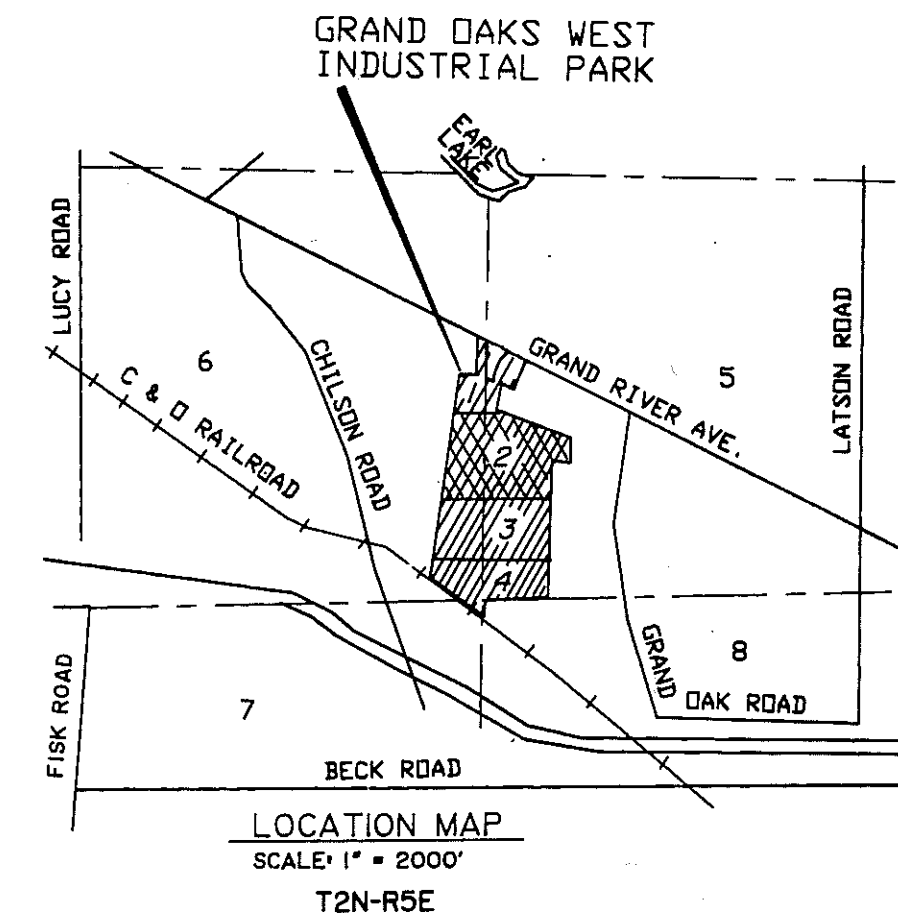 GRAND OAKS WEST
INDUSTRIAL PARK
EARL
LAKE
LUCY ROAD
6
C & O RAILROAD
CHILSON ROAD
GRAND RIVER AVE.
5
LATSON ROAD
2
3
4
GRAND
OAK ROAD
8
FISK ROAD
7
BECK ROAD
LOCATION MAP
SCALE: 1" = 2000'
T2N-R5E